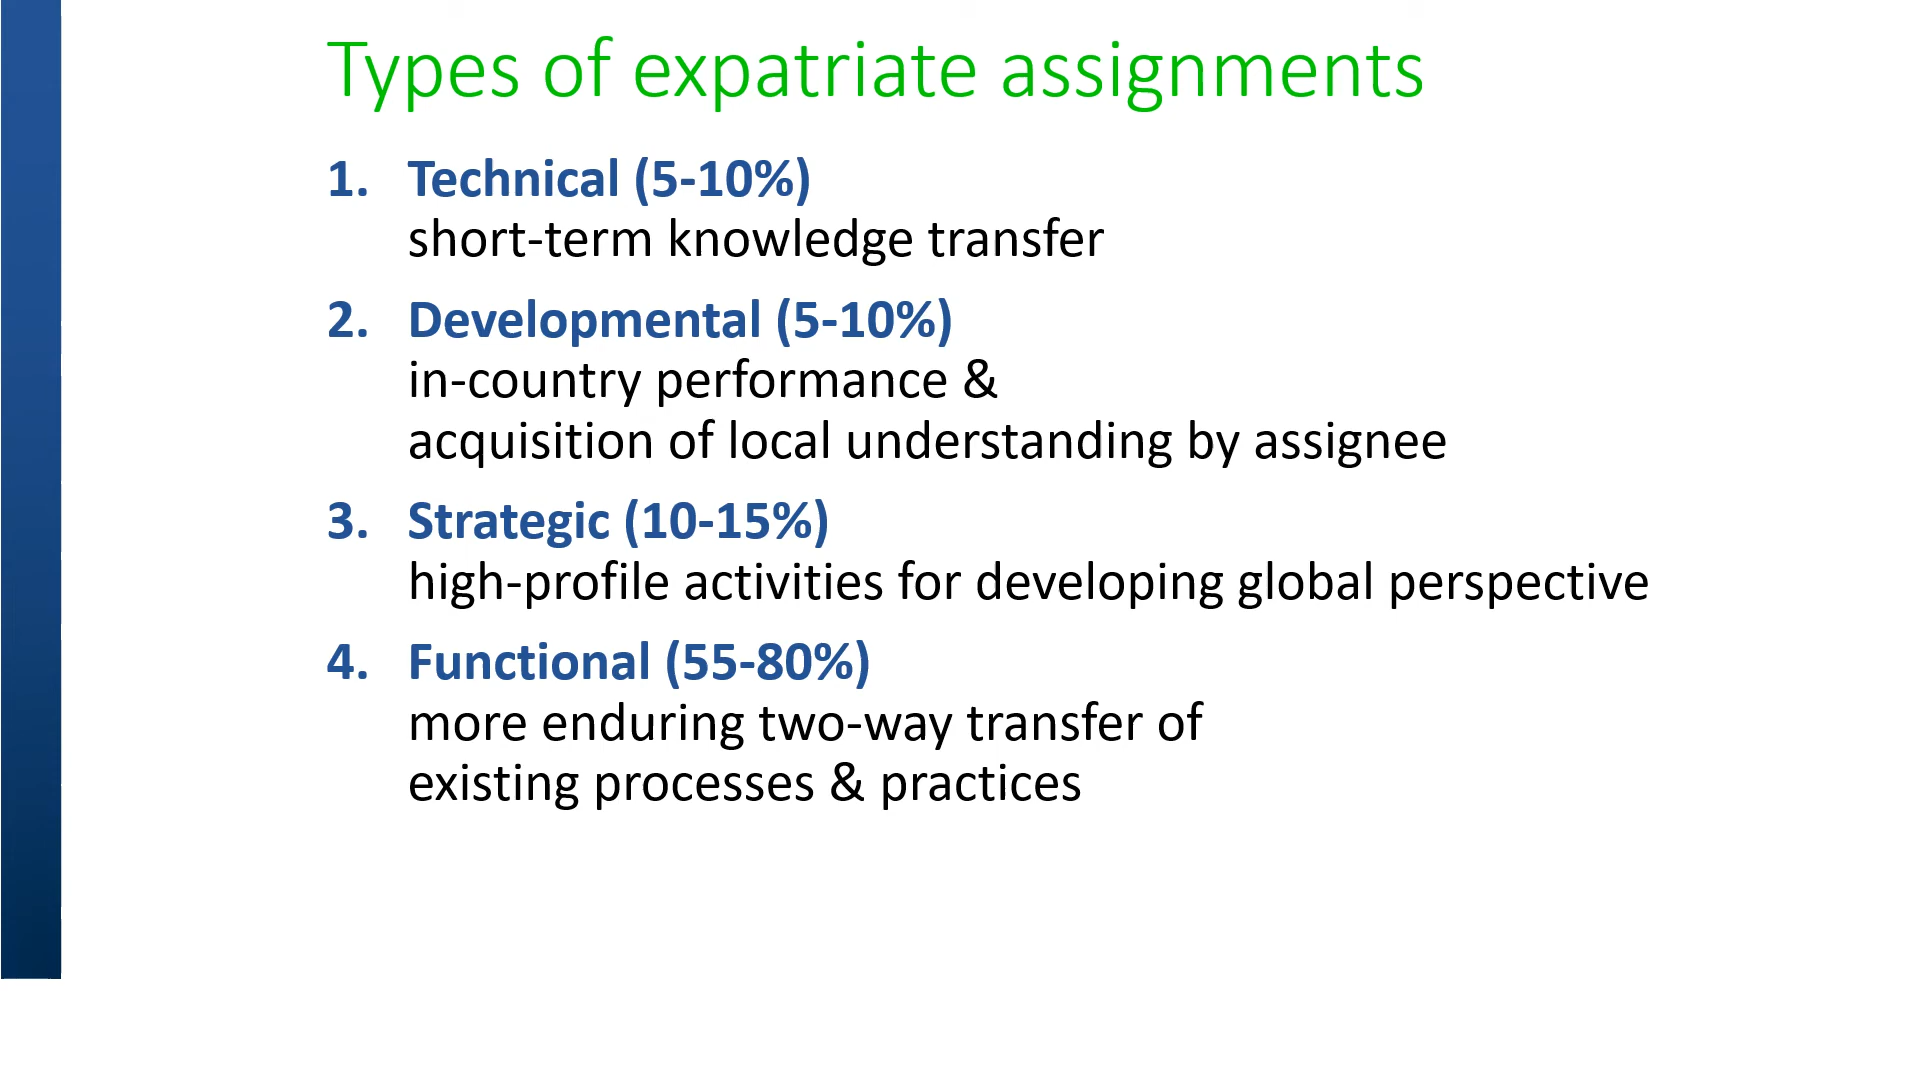 Types of expatriate assignments
1. Technical (5-10%)
short-term knowledge transfer
2. Developmental (5-10%)
in-country performance &
acquisition of local understanding by assignee
3. Strategic (10-15%)
high-profile activities for developing global perspective
4. Functional (55-80%)
more enduring two-way transfer of
existing processes & practices